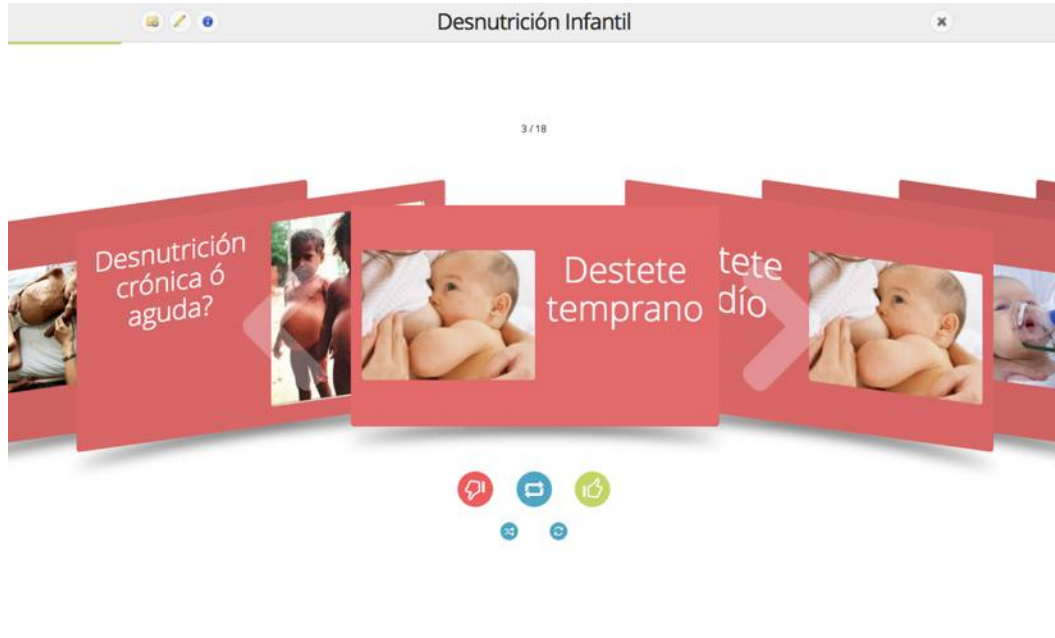 Desnutrición Infantil
3 / 18
Desnutrición
crónica ó
aguda?
Destete
temprano
tete
dío